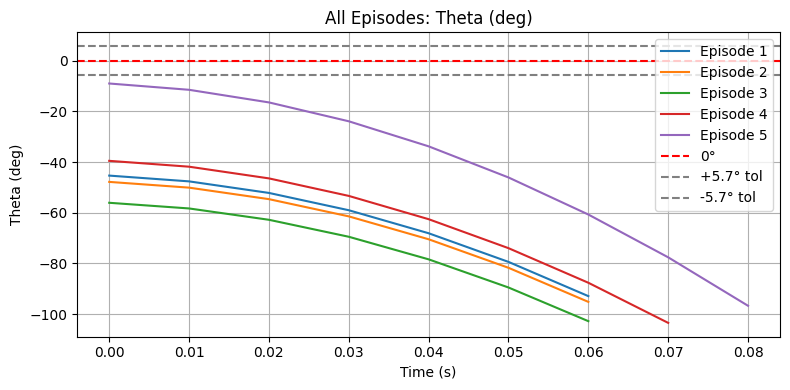 All Episodes: Theta (deg)
Theta (deg)
0
−20
−40
−60
−80
−100
0.00
0.01
0.02
0.03
0.04
0.05
0.06
0.07
0.08
Time (s)
Episode 1
Episode 2
Episode 3
Episode 4
Episode 5
0°
+5.7° tol
-5.7° tol